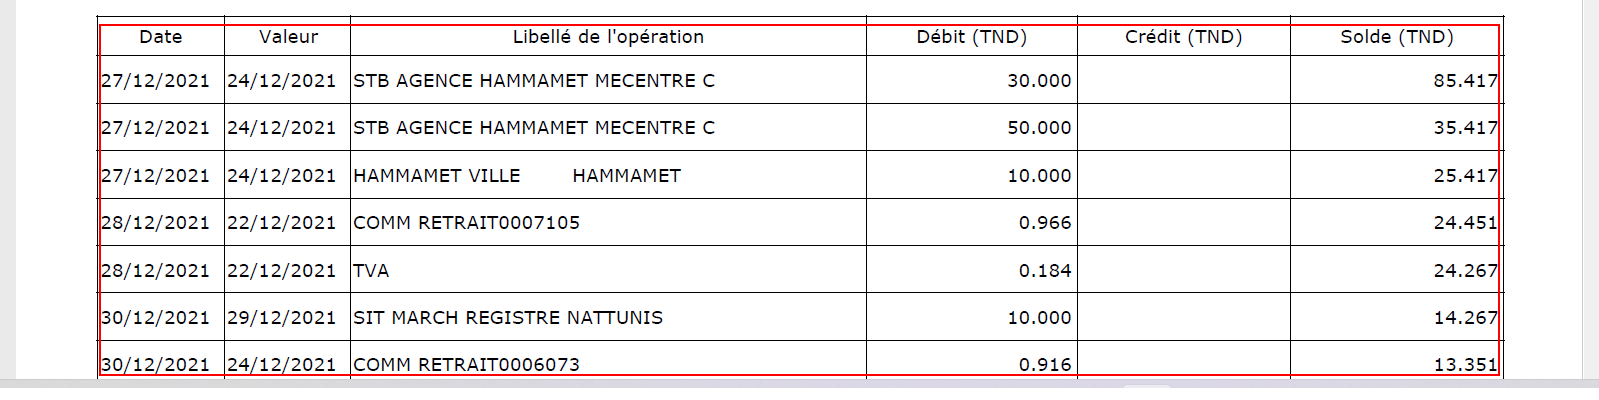 Date Valeur Libellé de l'opération Débit (TND) Crédit (TND) Solde (TND)
27/12/2021 24/12/2021 STB AGENCE HAMMAMET MECENTRE C 30.000 85.417
27/12/2021 24/12/2021 STB AGENCE HAMMAMET MECENTRE C 50.000 35.417
27/12/2021 24/12/2021 HAMMAMET VILLE HAMMAMET 10.000 25.417
28/12/2021 22/12/2021 COMM RETRAIT0007105 0.966 24.451
28/12/2021 22/12/2021 TVA 0.184 24.267
30/12/2021 29/12/2021 SIT MARCH REGISTRE NATTUNIS 10.000 14.267
30/12/2021 24/12/2021 COMM RETRAIT0006073 0.916 13.351